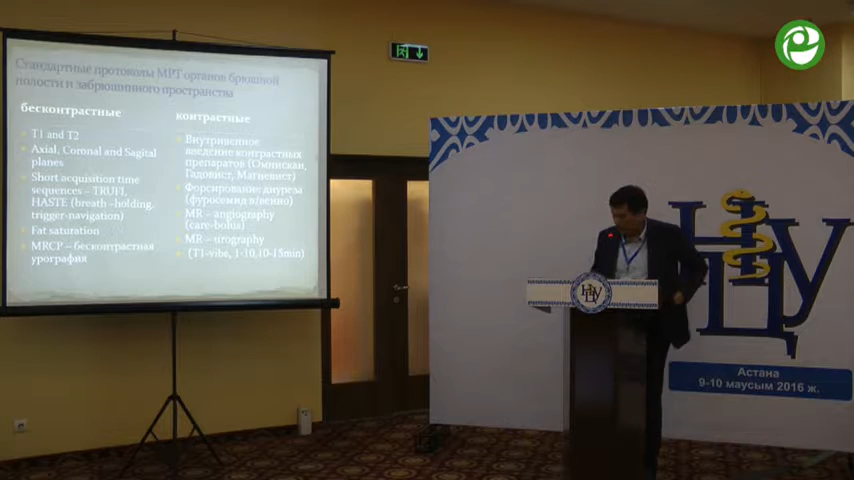 Стандартные протоколы МРТ органов брюшной
полости и забрюшинного пространства
бесконтрастные
T1 and T2
Axial, Coronal and Sagital
planes
Short acquisition time
sequences – TRUFI,
HASTE (breath –holding,
trigger-navigation)
Fat saturation
MRCP – бесконтрастная
урография
контрастные
Внутривенное
введение контрастных
препаратов (Омнискан,
Гадовист, Магневист)
Форсирование диуреза
(фуросемид в/венно)
MR – angiography
(care-bolus)
MR – urography
(T1-vibe, 1-10,10-15min)
НЦУ
НЦУ
Астана
9-10 маусым 2016 ж.